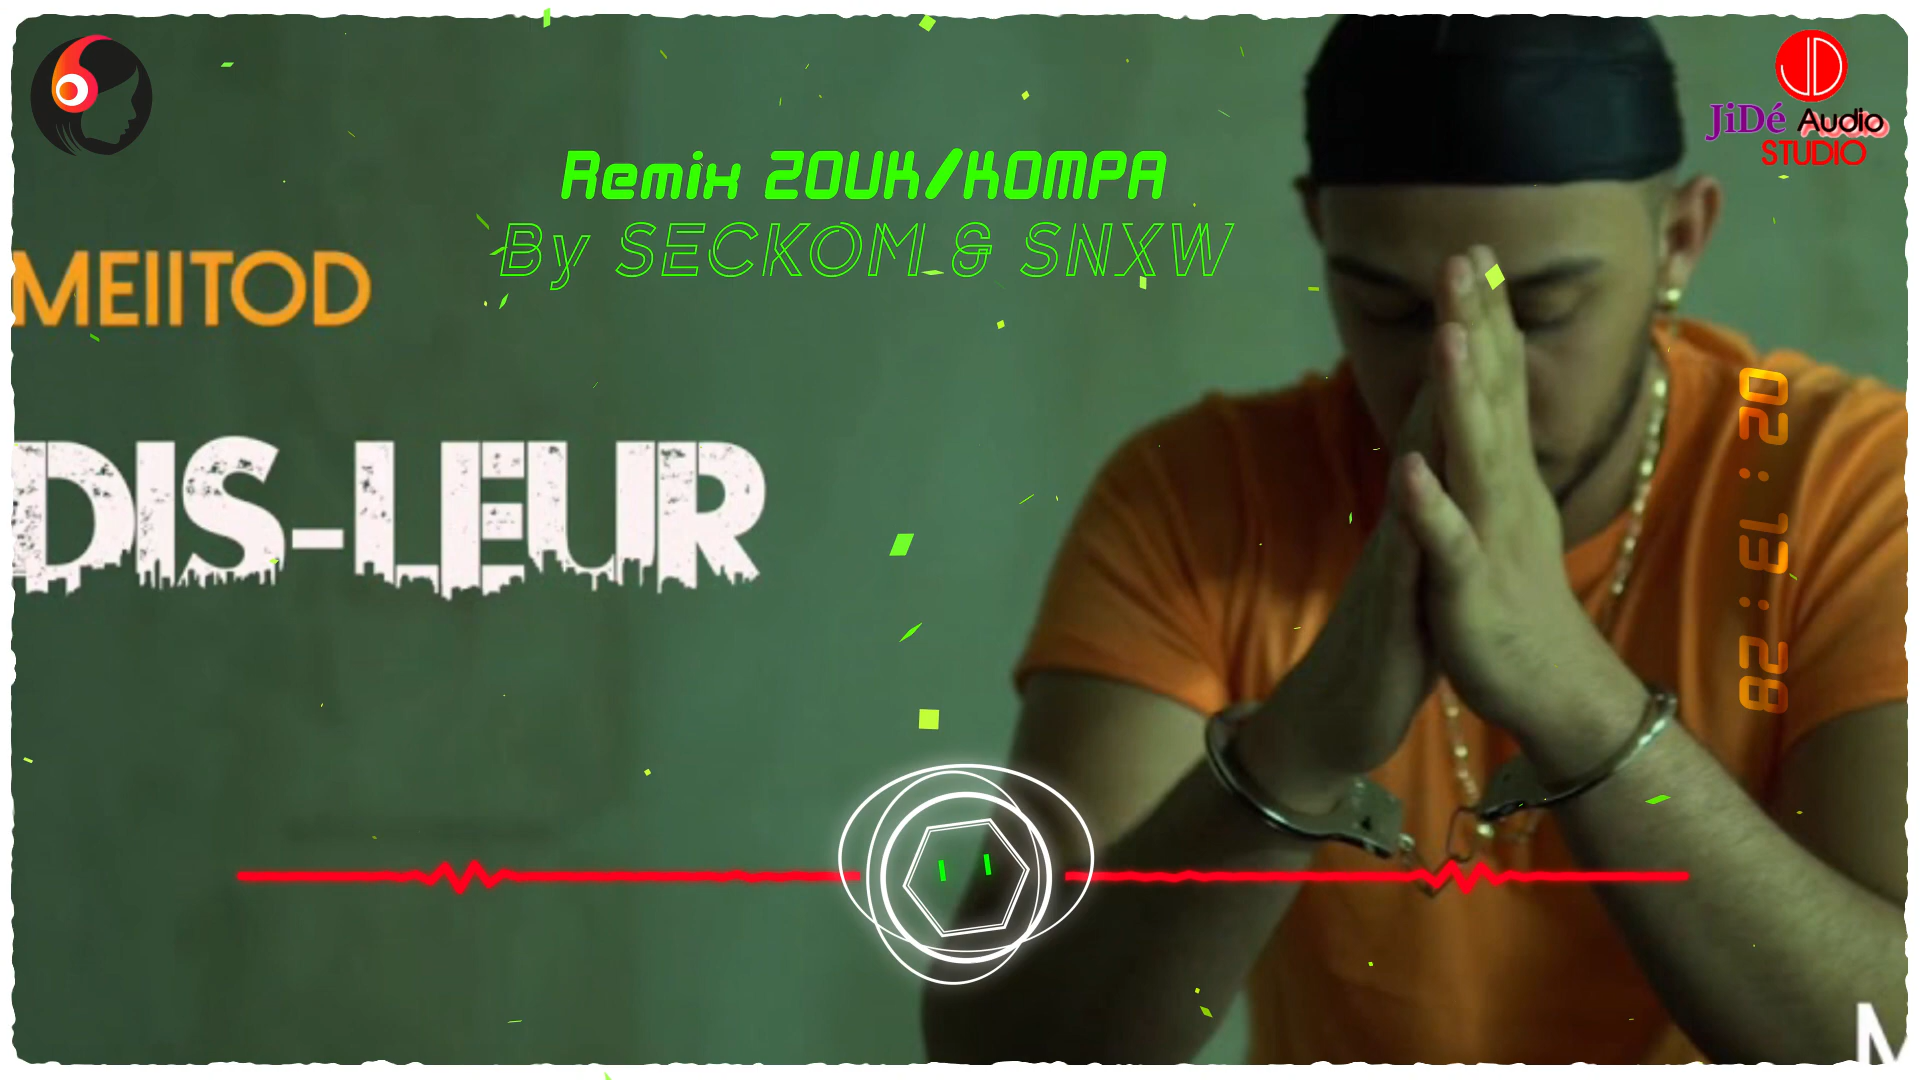 JiDé Audio
STUDIO
Remix ZOUK/KOMPA
By SECKOM & SNXW
MEIITOD
DIS-LEUR
02 : 13 : 28
M